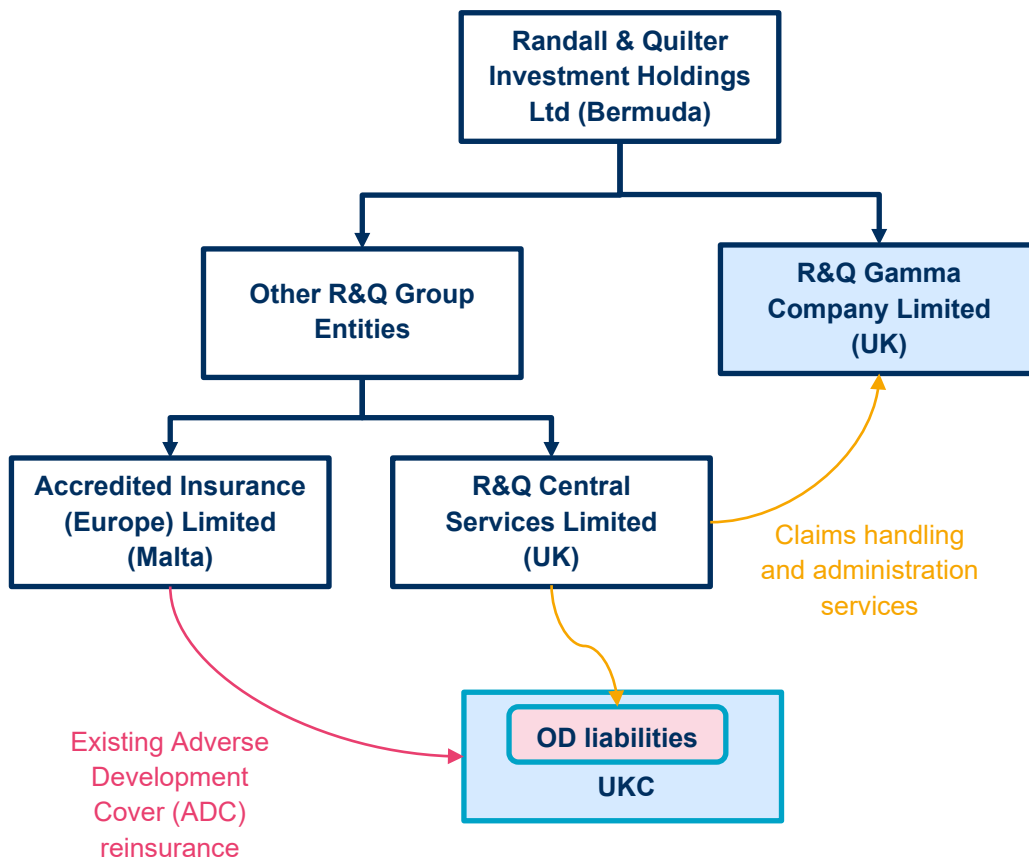 Randall & Quilter
Investment Holdings
Ltd (Bermuda)
Other R&Q Group
Entities
R&Q Gamma
Company Limited
(UK)
Accredited Insurance
(Europe) Limited
(Malta)
R&Q Central
Services Limited
(UK)
Claims handling
and administration
services
Existing Adverse
Development
Cover (ADC)
reinsurance
OD liabilities
UKC